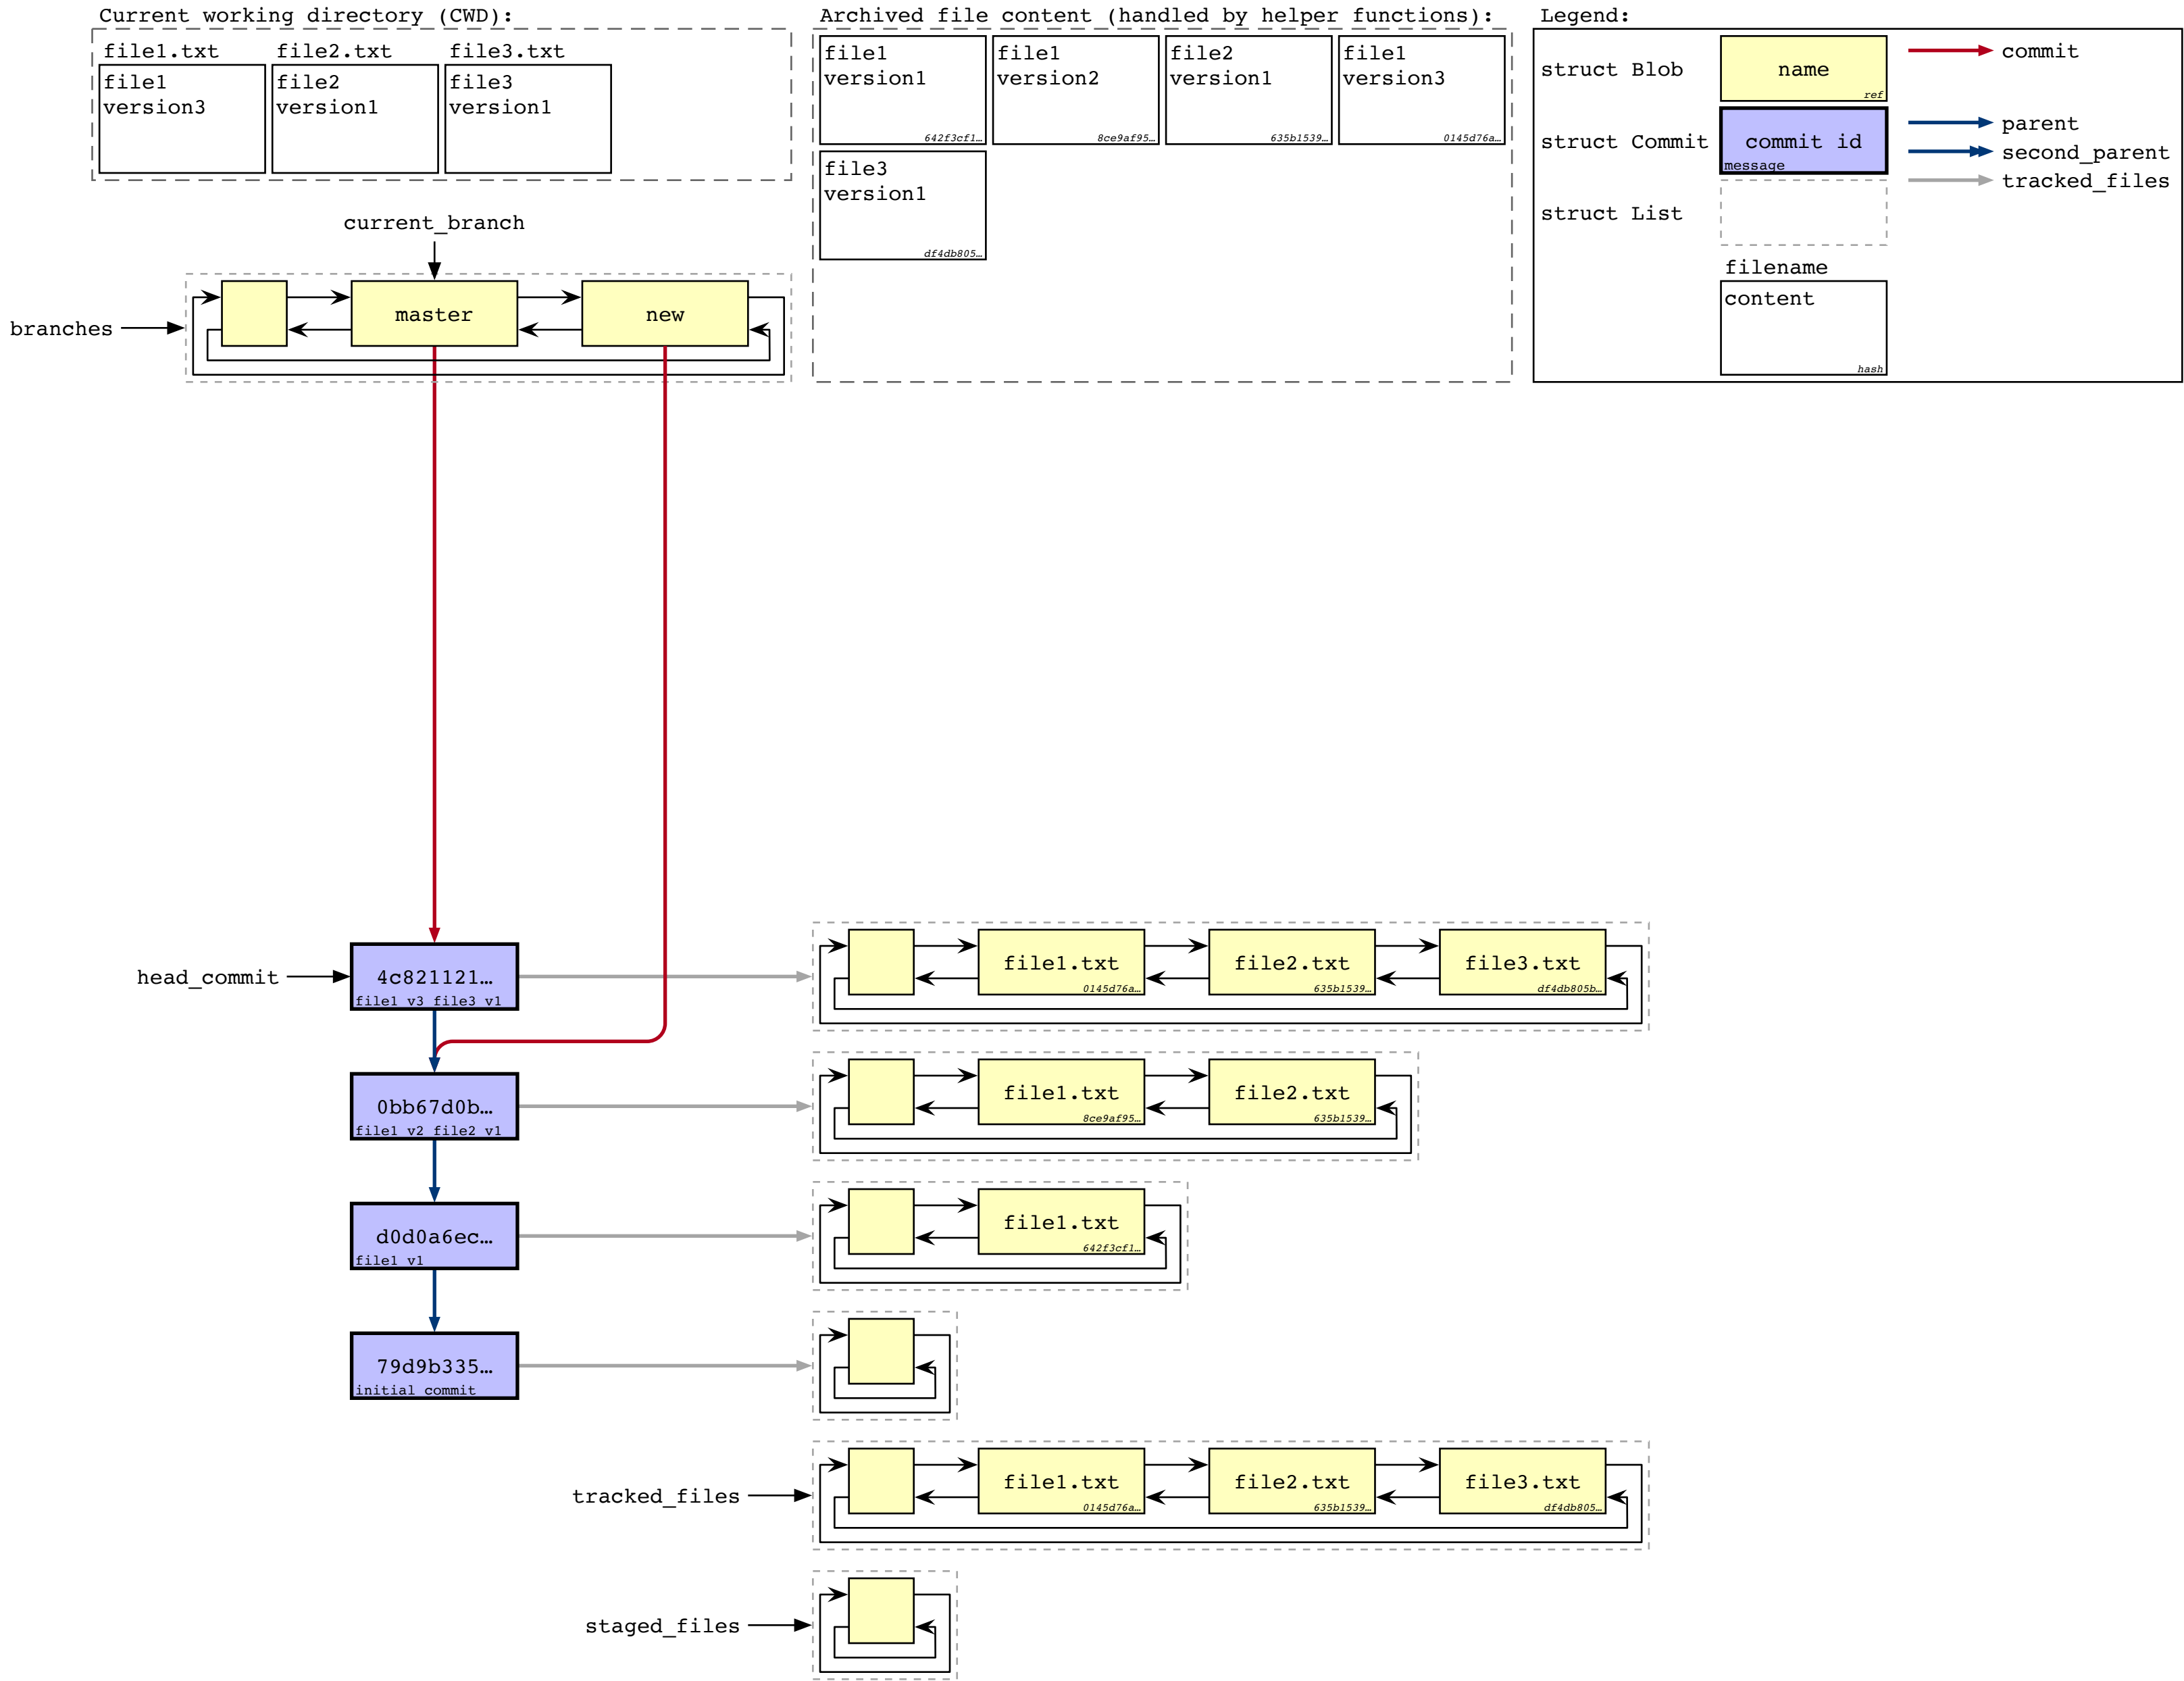 Current working directory (CWD):
file1.txt file2.txt file3.txt
file1
version3
file2
version1
file3
version1
Archived file content (handled by helper functions):
file1
version1
642f3cf1…
file1
version2
8ce9af95…
file2
version1
635b1539…
file1
version3
0145d76a…
file3
version1
df4db805…
Legend:
struct Blob
name
ref
struct Commit
commit id
message
struct List
filename
content
hash
commit
parent
second_parent
tracked_files
current_branch
branches
master
new
head_commit
4c821121…
file1 v3 file3 v1
file1.txt
0145d76a…
file2.txt
635b1539…
file3.txt
df4db805b…
0bb67d0b…
file1 v2 file2 v1
file1.txt
8ce9af95…
file2.txt
635b1539…
d0d0a6ec…
file1 v1
file1.txt
642f3cf1…
79d9b335…
initial commit
tracked_files
file1.txt
0145d76a…
file2.txt
635b1539…
file3.txt
df4db805…
staged_files